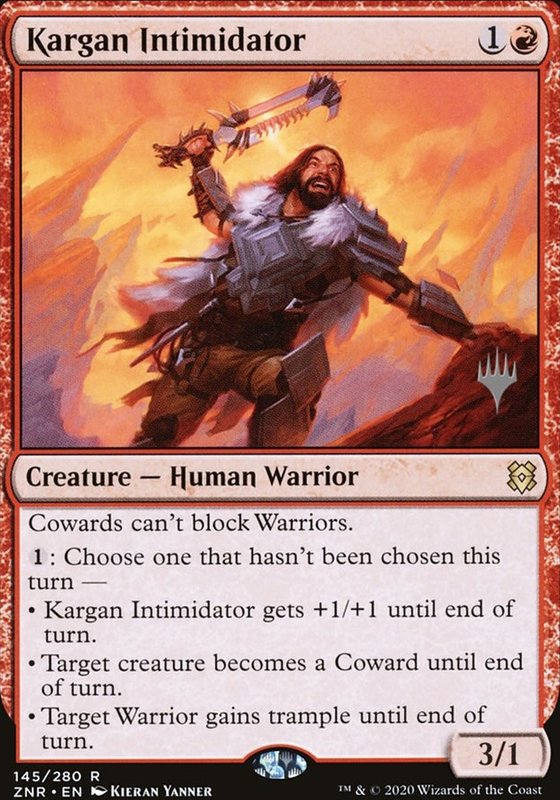 Kargan Intimidator 1
Creature — Human Warrior
Cowards can't block Warriors.
1 : Choose one that hasn't been chosen this
turn —
• Kargan Intimidator gets +1/+1 until end of
turn.
• Target creature becomes a Coward until end
of turn.
• Target Warrior gains trample until end of
turn.
3/1
145/280 R
ZNR • EN Kieran Yanner ™ & © 2020 Wizards of the Coast